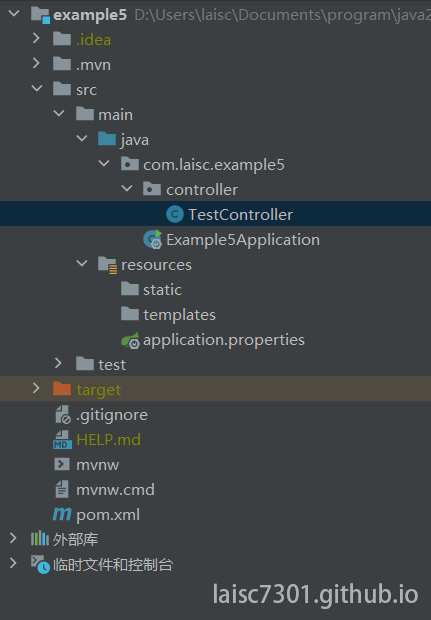 example5 D:\Users\laisc\Documents\program\java2
.idea
.mvn
src
main
java
com.laisc.example5
controller
TestController
Example5Application
resources
static
templates
application.properties
test
target
.gitignore
HELP.md
mvnw
mvnw.cmd
pom.xml
外部库
临时文件和控制台
laisc7301.github.io